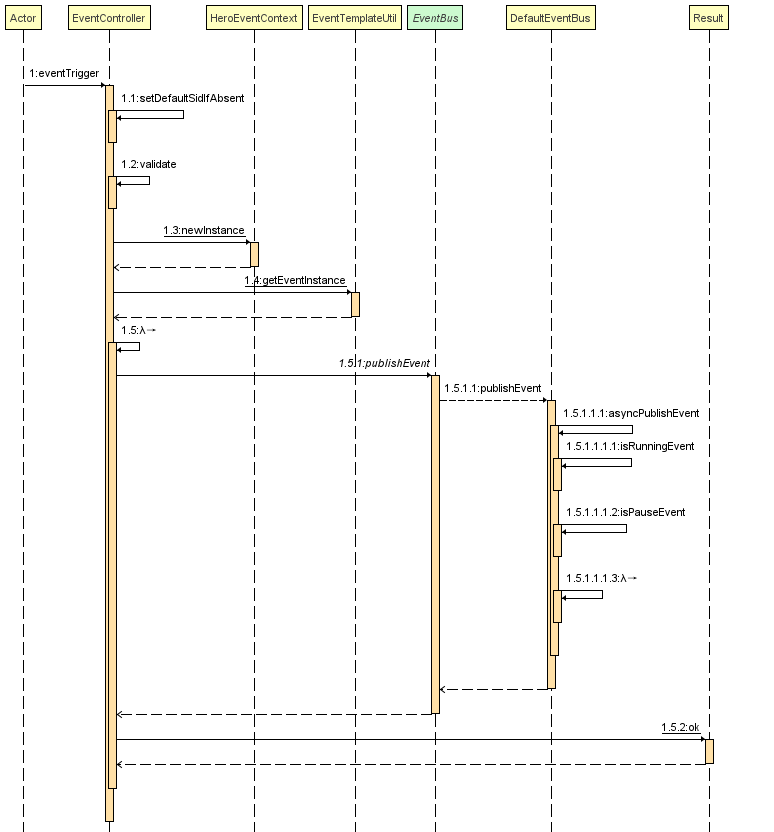 Actor
EventController
HeroEventContext
EventTemplateUtil
EventBus
DefaultEventBus
Result
1:eventTrigger
1.1:setDefaultSidIfAbsent
1.2:validate
1.3:newInstance
1.4:getEventInstance
1.5:λ→
1.5.1:publishEvent
1.5.1.1:publishEvent
1.5.1.1.1:asyncPublishEvent
1.5.1.1.1.1:isRunningEvent
1.5.1.1.1.2:isPauseEvent
1.5.1.1.1.3:λ→
1.5.2:ok